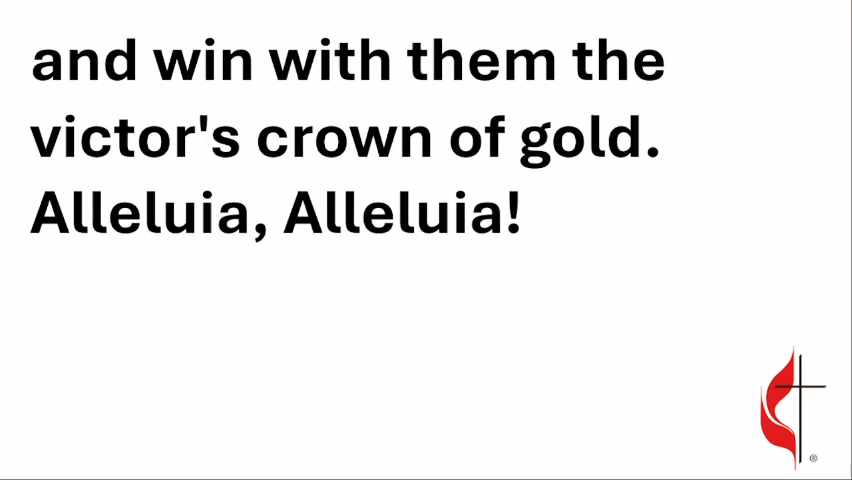 and win with them the
victor's crown of gold.
Alleluia, Alleluia!
®